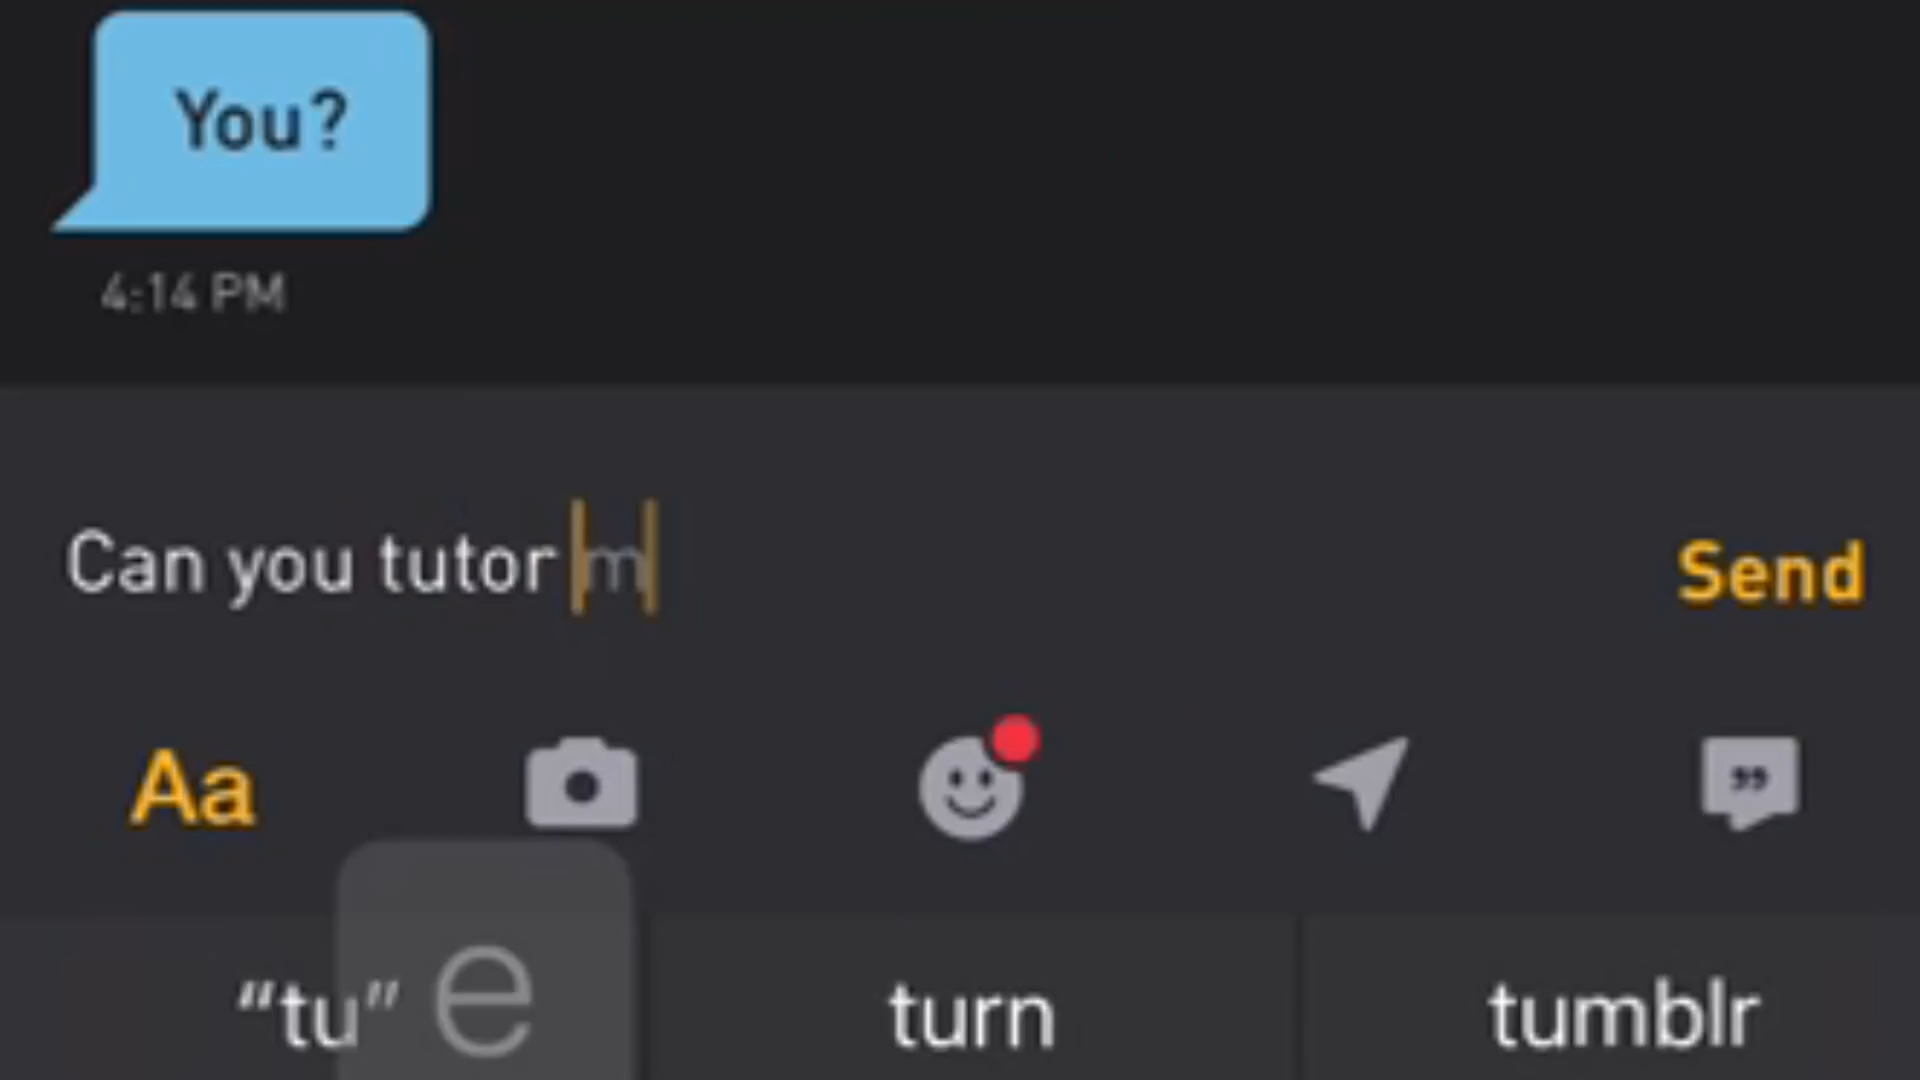 You?
4:14 PM
Can you tutor m
Send
Aa
e
“tu”
turn
tumblr